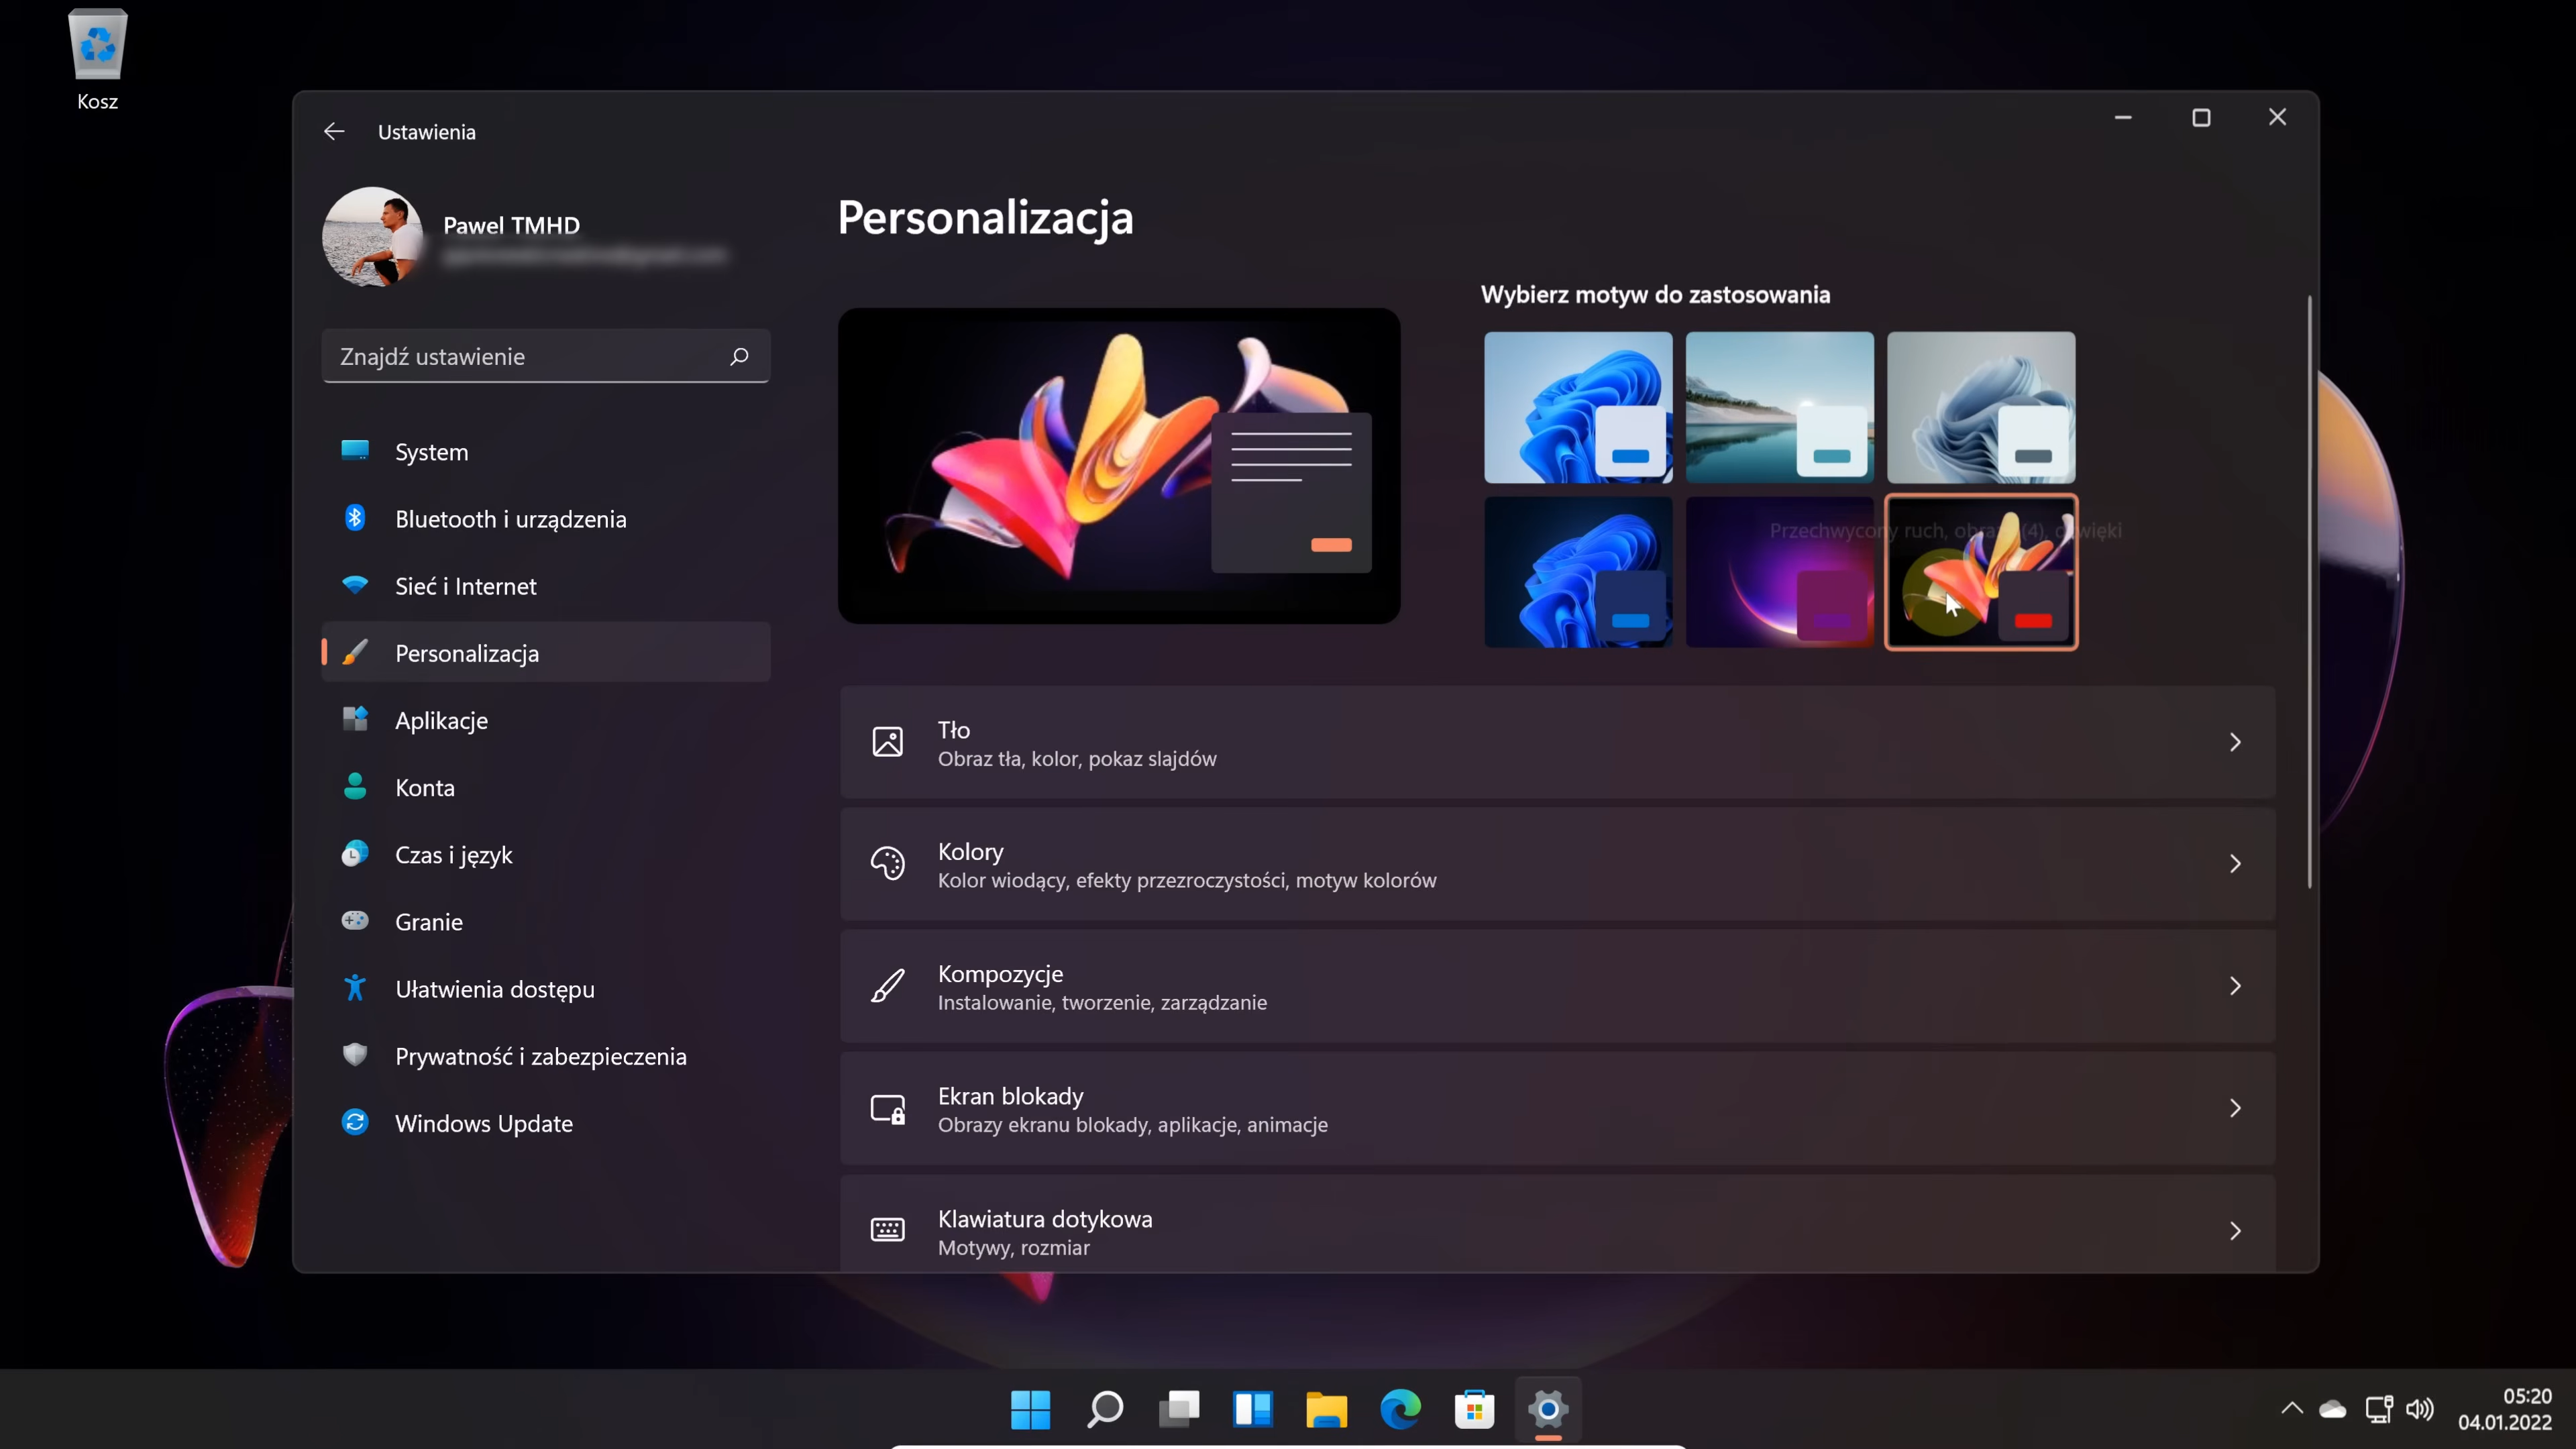 Kosz
Ustawienia
Pawel TMHD
Znajdź ustawienie
System
Bluetooth i urządzenia
Sieć i Internet
Personalizacja
Aplikacje
Konta
Czas i język
Granie
Ułatwienia dostępu
Prywatność i zabezpieczenia
Windows Update
Personalizacja
Wybierz motyw do zastosowania
Przechwycony ruch, (4),
Tło
Obraz tła, kolor, pokaz slajdów
Kolory
Kolor wiodący, efekty przezroczystości, motyw kolorów
Kompozycje
Instalowanie, tworzenie, zarządzanie
Ekran blokady
Obrazy ekranu blokady, aplikacje, animacje
Klawiatura dotykowa
Motywy, rozmiar
05:20
04.01.2022